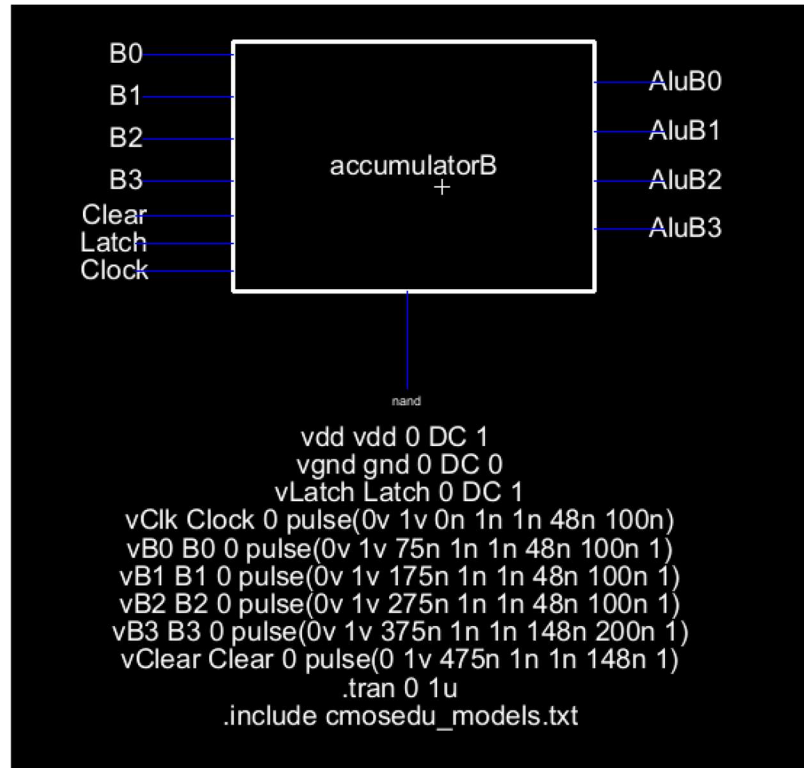 B0
B1
B2
B3
Clear
Latch
Clock
accumulatorB
AluB0
AluB1
AluB2
AluB3
nand
vdd vdd 0 DC 1
vgnd gnd 0 DC 0
vLatch Latch 0 DC 1
vClk Clock 0 pulse(0v 1v 0n 1n 1n 48n 100n)
vB0 B0 0 pulse(0v 1v 75n 1n 1n 48n 100n 1)
vB1 B1 0 pulse(0v 1v 175n 1n 1n 48n 100n 1)
vB2 B2 0 pulse(0v 1v 275n 1n 1n 48n 100n 1)
vB3 B3 0 pulse(0v 1v 375n 1n 1n 148n 200n 1)
vClear Clear 0 pulse(0 1v 475n 1n 1n 148n 1)
.tran 0 1u
.include cmosedu_models.txt